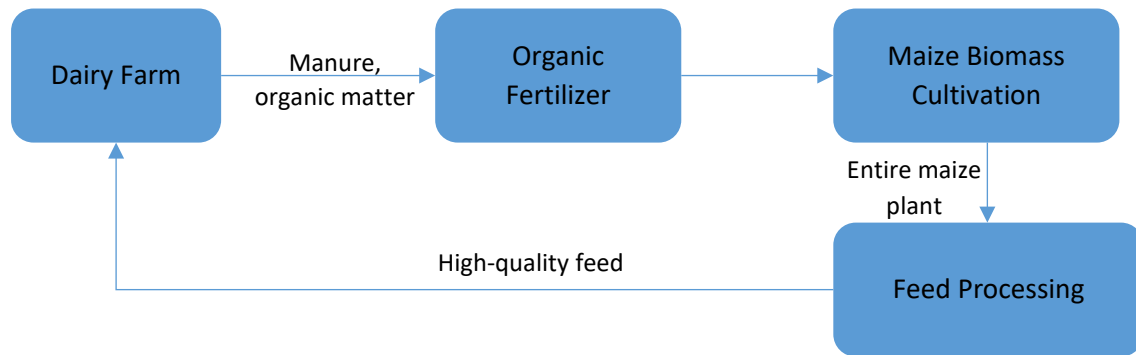 Dairy Farm
Manure,
organic matter
Organic
Fertilizer
Maize Biomass
Cultivation
Entire maize
plant
High-quality feed
Feed Processing